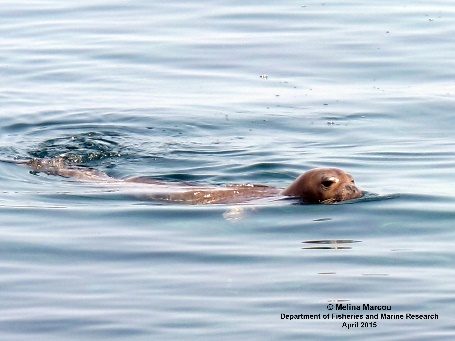 © Melina Marcou
Department of Fisheries and Marine Research
April 2015